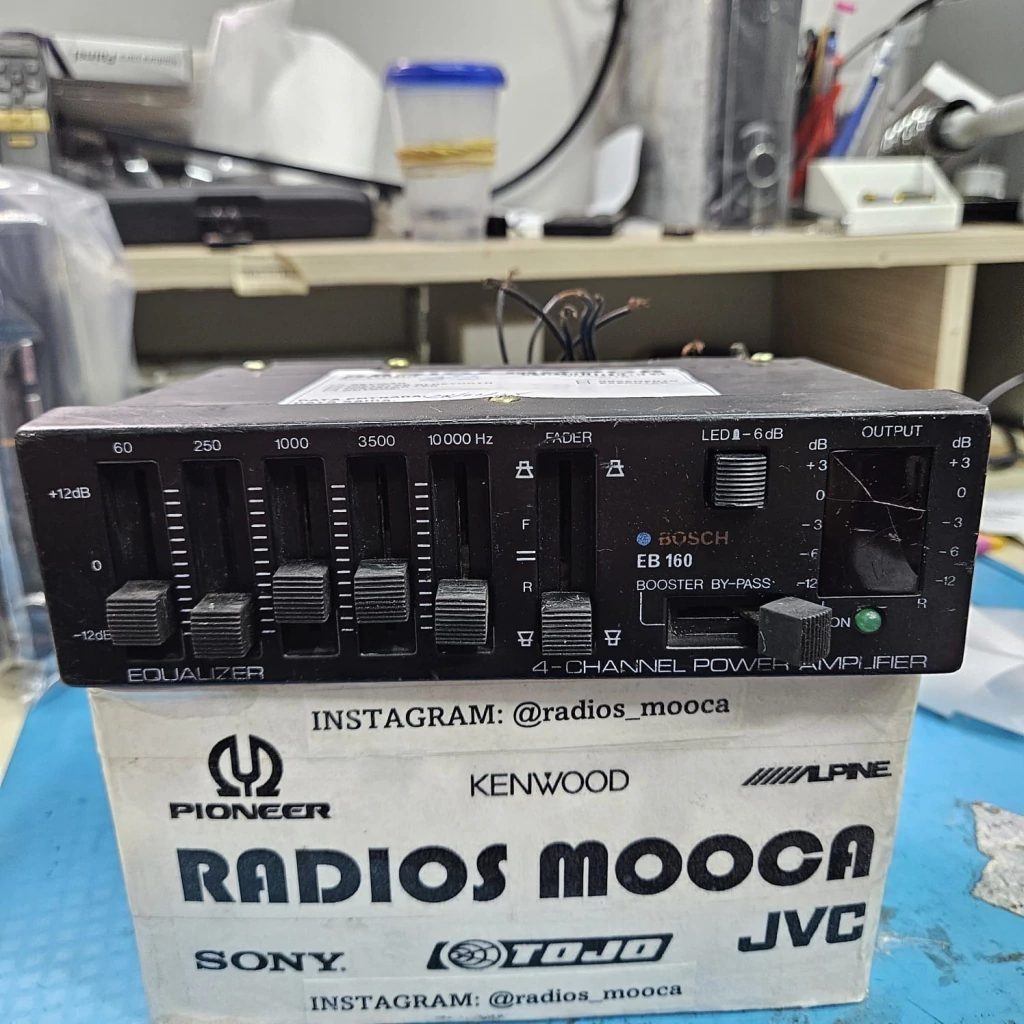 60 250 1000 3500 10 000 Hz FADER LED -6 dB OUTPUT
dB dB
+12dB +3 +3
0 0
F -3 -3
BOSCH
0 EB 160 -6 -6
R BOOSTER BY-PASS -12 -12
-12dB ON R
EQUALIZER 4-CHANNEL POWER AMPLIFIER
INSTAGRAM: @radios_mooca
PIONEER KENWOOD ALPINE
RADIOS MOOCA
SONY. TOJO JVC
INSTAGRAM: @radios_mooca